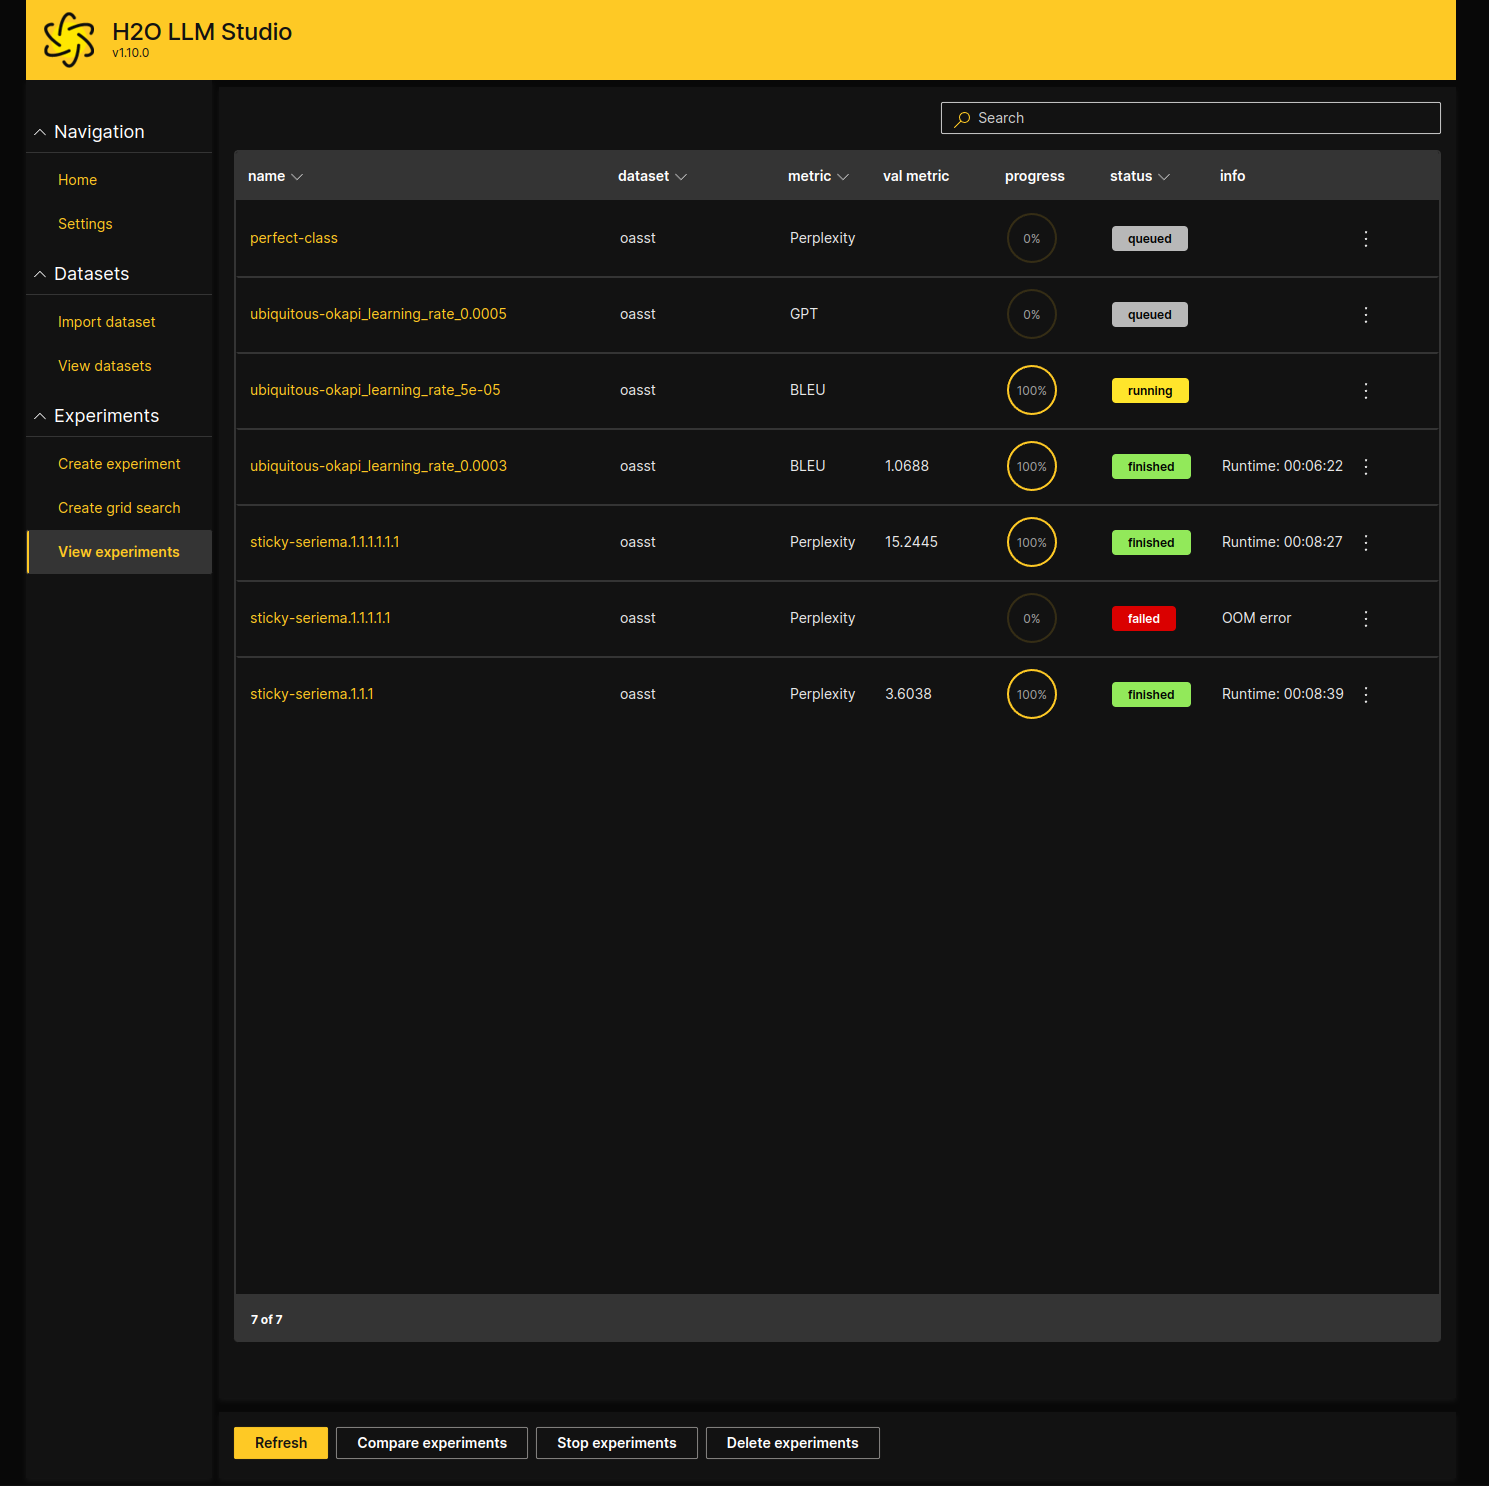 H2O LLM Studio
v1.10.0
Navigation
Home
Settings
Datasets
Import dataset
View datasets
Experiments
Create experiment
Create grid search
View experiments
Search
name dataset metric val metric progress status info
perfect-class oasst Perplexity 0% queued
ubiquitous-okapi_learning_rate_0.0005 oasst GPT 0% queued
ubiquitous-okapi_learning_rate_5e-05 oasst BLEU 100% running
ubiquitous-okapi_learning_rate_0.0003 oasst BLEU 1.0688 100% finished Runtime: 00:06:22
sticky-seriema.1.1.1.1.1.1.1 oasst Perplexity 15.2445 100% finished Runtime: 00:08:27
sticky-seriema.1.1.1.1.1.1 oasst Perplexity 0% failed OOM error
sticky-seriema.1.1.1 oasst Perplexity 3.6038 100% finished Runtime: 00:08:39
7 of 7
Refresh Compare experiments Stop experiments Delete experiments